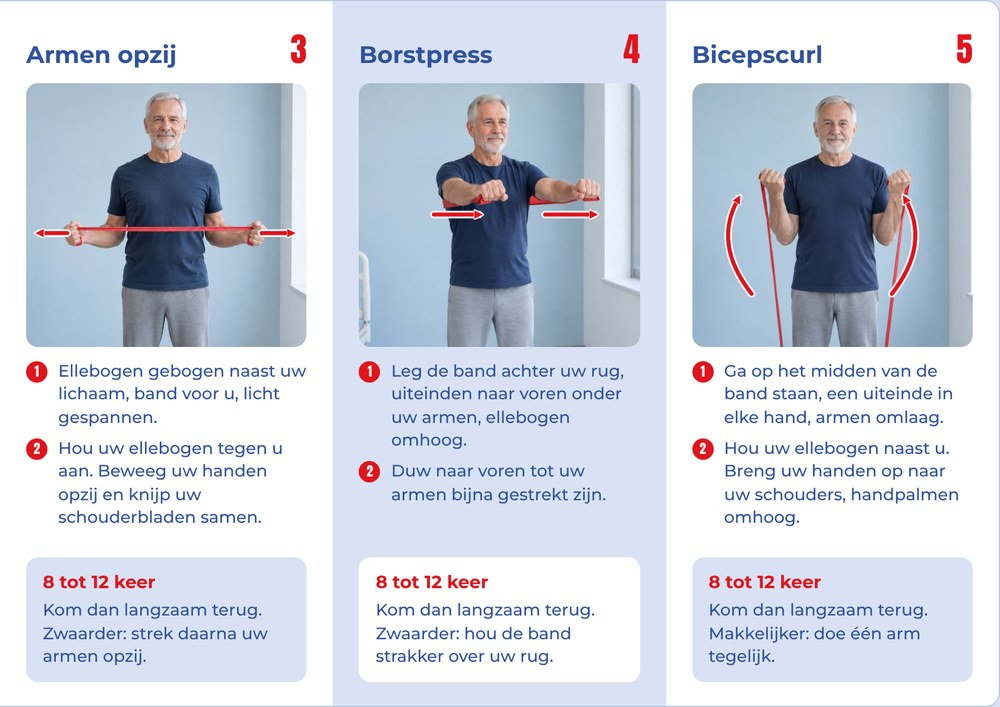 Armen opzij
3
Ellebogen gebogen naast uw
lichaam, band voor u, licht
gespannen.
1
2
Hou uw ellebogen tegen u
aan. Beweeg uw handen
opzij en knijp uw
schouderbladen samen.
8 tot 12 keer
Kom dan langzaam terug.
Zwaarder: strek daarna uw
armen opzij.
Borstpress
4
1
Leg de band achter uw rug,
uiteinden naar voren onder
uw armen, ellebogen
omhoog.
2
Duw naar voren tot uw
armen bijna gestrekt zijn.
8 tot 12 keer
Kom dan langzaam terug.
Zwaarder: hou de band
strakker over uw rug.
Bicepscurl
5
1
Ga op het midden van de
band staan, een uiteinde in
elke hand, armen omlaag.
2
Hou uw ellebogen naast u.
Breng uw handen op naar
uw schouders, handpalmen
omhoog.
8 tot 12 keer
Kom dan langzaam terug.
Makkelijker: doe één arm
tegelijk.